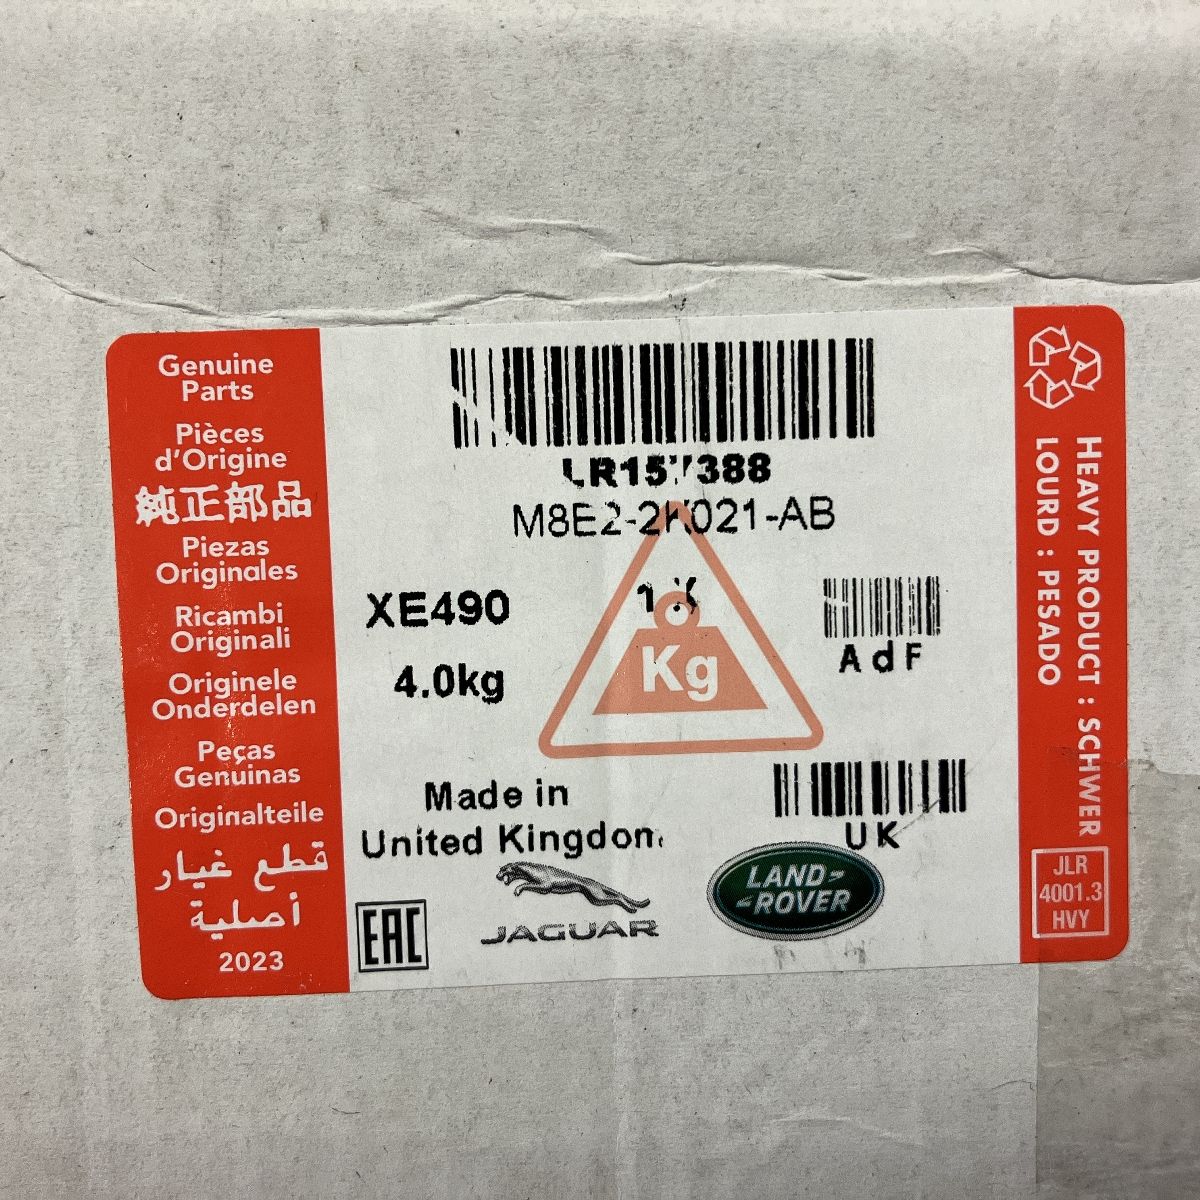 Genuine
Parts
Pièces
d'Origine
純正部品
Piezas
Originales
Ricambi
Originali
Originele
Onderdelen
Peças
Genuinas
Originalteile
قطع غيار
أصلية
2023
LR157388
M8E2-2K021-AB
XE490
4.0kg
Kg
AdF
Made in
United Kingdom
UK
EAC
JAGUAR
LAND-
-ROVER
HEAVY PRODUCT : SCHWER
LOURD : PESADO
JLR
4001.3
HVY